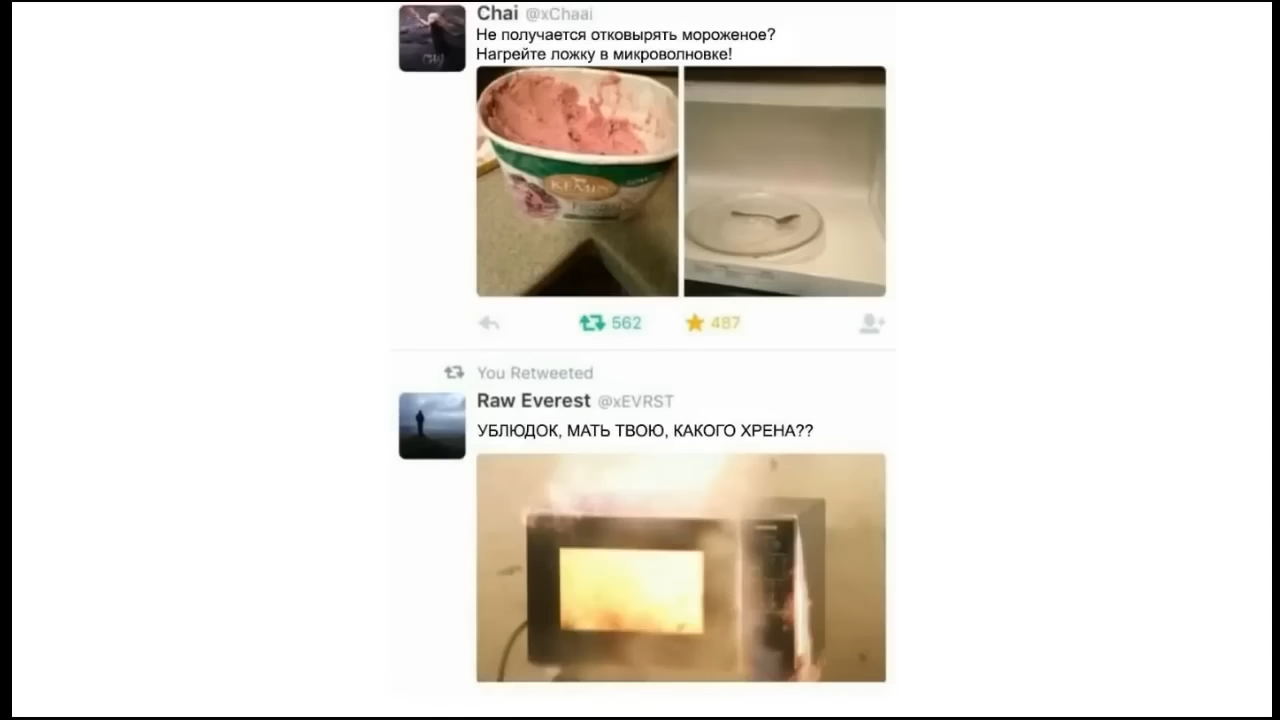 Chai @xChaai
Не получается отковырять мороженое?
Нагрейте ложку в микроволновке!
KEMPS
562
487
You Retweeted
Raw Everest @xEVRST
УБЛЮДОК, МАТЬ ТВОЮ, КАКОГО ХРЕНА??